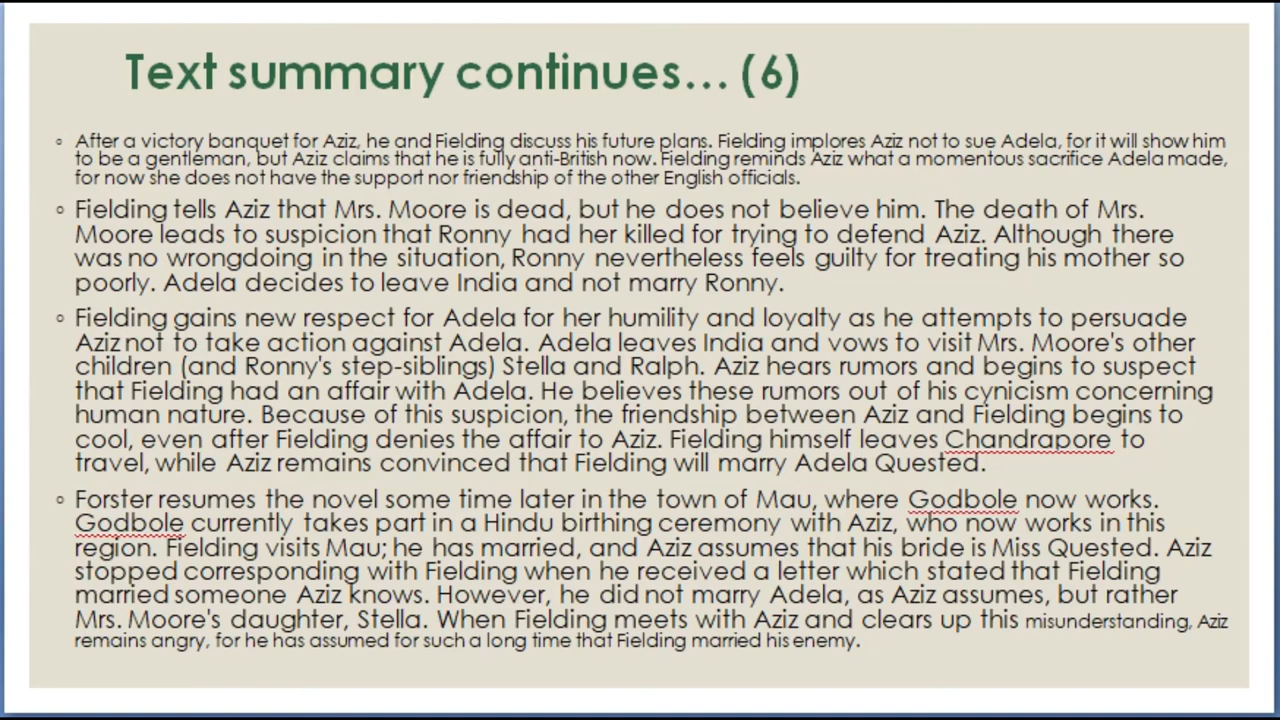 Text summary continues… (6)
◦ After a victory banquet for Aziz, he and Fielding discuss his future plans. Fielding implores Aziz not to sue Adela, for it will show him
to be a gentleman, but Aziz claims that he is fully anti-British now. Fielding reminds Aziz what a momentous sacrifice Adela made,
for now she does not have the support nor friendship of the other English officials.
◦ Fielding tells Aziz that Mrs. Moore is dead, but he does not believe him. The death of Mrs.
Moore leads to suspicion that Ronny had her killed for trying to defend Aziz. Although there
was no wrongdoing in the situation, Ronny nevertheless feels guilty for treating his mother so
poorly. Adela decides to leave India and not marry Ronny.
◦ Fielding gains new respect for Adela for her humility and loyalty as he attempts to persuade
Aziz not to take action against Adela. Adela leaves India and vows to visit Mrs. Moore's other
children (and Ronny's step-siblings) Stella and Ralph. Aziz hears rumors and begins to suspect
that Fielding had an affair with Adela. He believes these rumors out of his cynicism concerning
human nature. Because of this suspicion, the friendship between Aziz and Fielding begins to
cool, even after Fielding denies the affair to Aziz. Fielding himself leaves Chandrapore to
travel, while Aziz remains convinced that Fielding will marry Adela Quested.
◦ Forster resumes the novel some time later in the town of Mau, where Godbole now works.
Godbole currently takes part in a Hindu birthing ceremony with Aziz, who now works in this
region. Fielding visits Mau; he has married, and Aziz assumes that his bride is Miss Quested. Aziz
stopped corresponding with Fielding when he received a letter which stated that Fielding
married someone Aziz knows. However, he did not marry Adela, as Aziz assumes, but rather
Mrs. Moore's daughter, Stella. When Fielding meets with Aziz and clears up this misunderstanding, Aziz
remains angry, for he has assumed for such a long time that Fielding married his enemy.